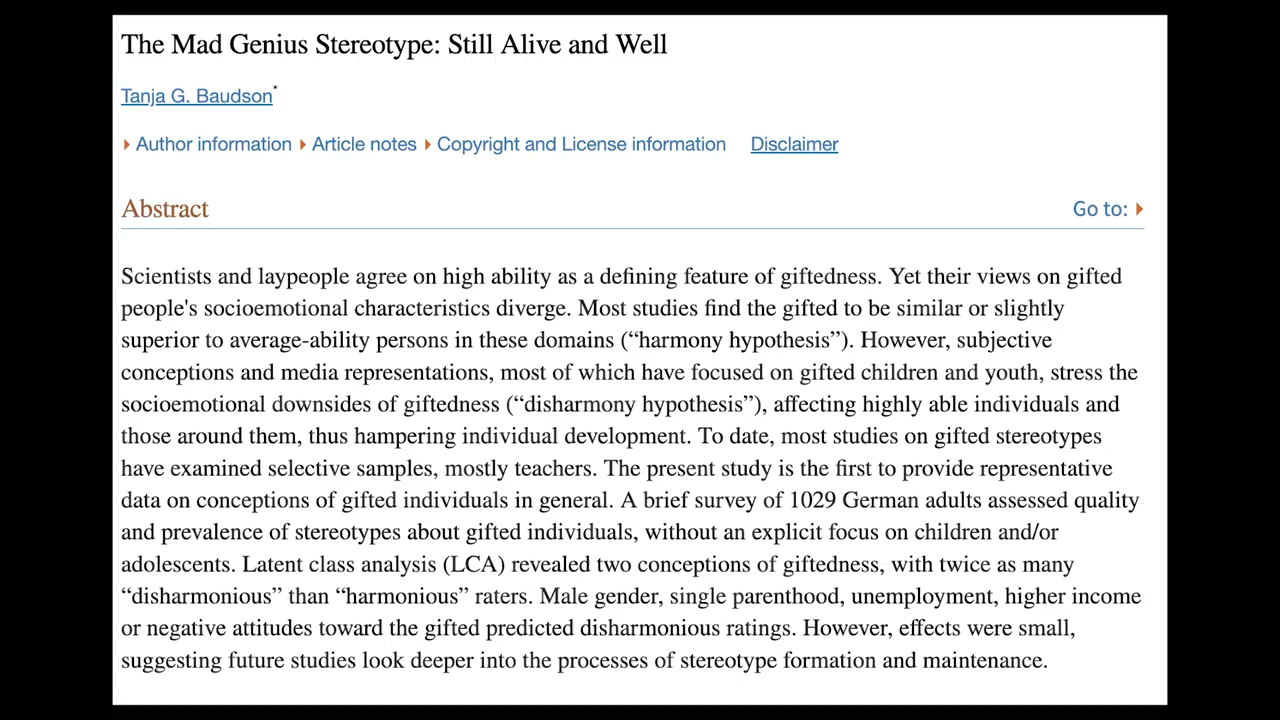 The Mad Genius Stereotype: Still Alive and Well
Tanja G. Baudson*
Author information Article notes Copyright and License information Disclaimer
Abstract Go to:
Scientists and laypeople agree on high ability as a defining feature of giftedness. Yet their views on gifted
people's socioemotional characteristics diverge. Most studies find the gifted to be similar or slightly
superior to average-ability persons in these domains (“harmony hypothesis”). However, subjective
conceptions and media representations, most of which have focused on gifted children and youth, stress the
socioemotional downsides of giftedness (“disharmony hypothesis”), affecting highly able individuals and
those around them, thus hampering individual development. To date, most studies on gifted stereotypes
have examined selective samples, mostly teachers. The present study is the first to provide representative
data on conceptions of gifted individuals in general. A brief survey of 1029 German adults assessed quality
and prevalence of stereotypes about gifted individuals, without an explicit focus on children and/or
adolescents. Latent class analysis (LCA) revealed two conceptions of giftedness, with twice as many
“disharmonious” than “harmonious” raters. Male gender, single parenthood, unemployment, higher income
or negative attitudes toward the gifted predicted disharmonious ratings. However, effects were small,
suggesting future studies look deeper into the processes of stereotype formation and maintenance.